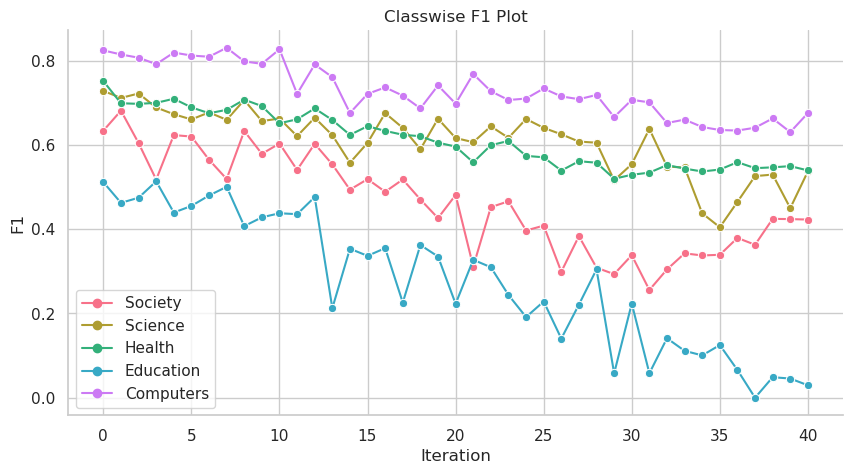 Classwise F1 Plot
F1
0.8
0.6
0.4
0.2
0.0
Society
Science
Health
Education
Computers
0 5 10 15 20 25 30 35 40
Iteration